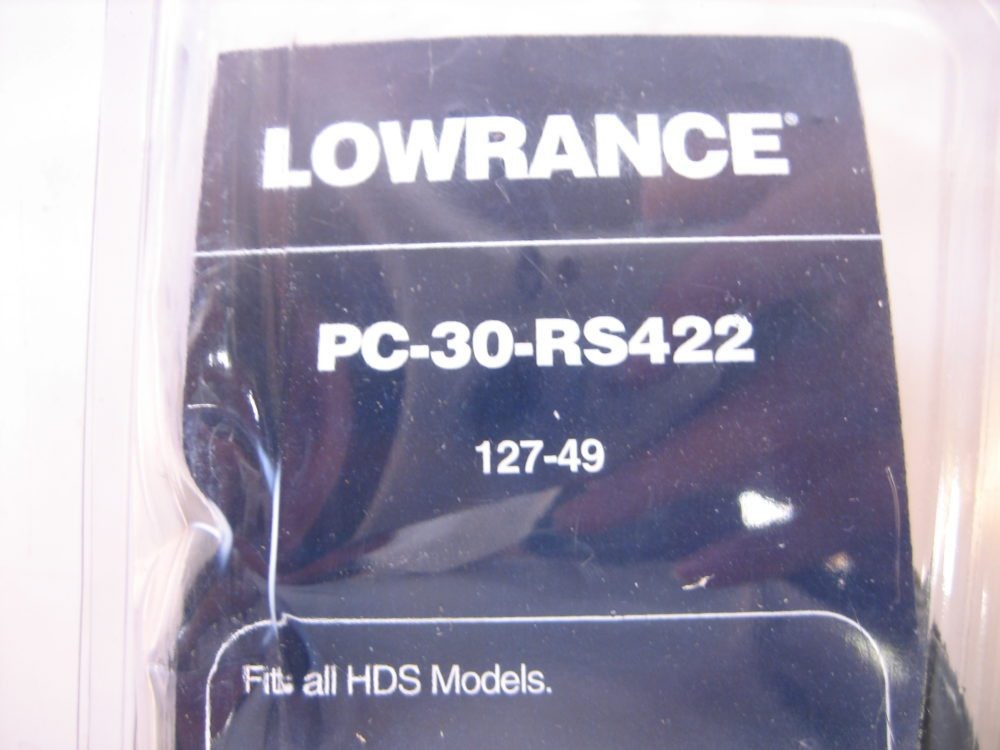 LOWRANCE®
PC-30-RS422
127-49
Fits all HDS Models.